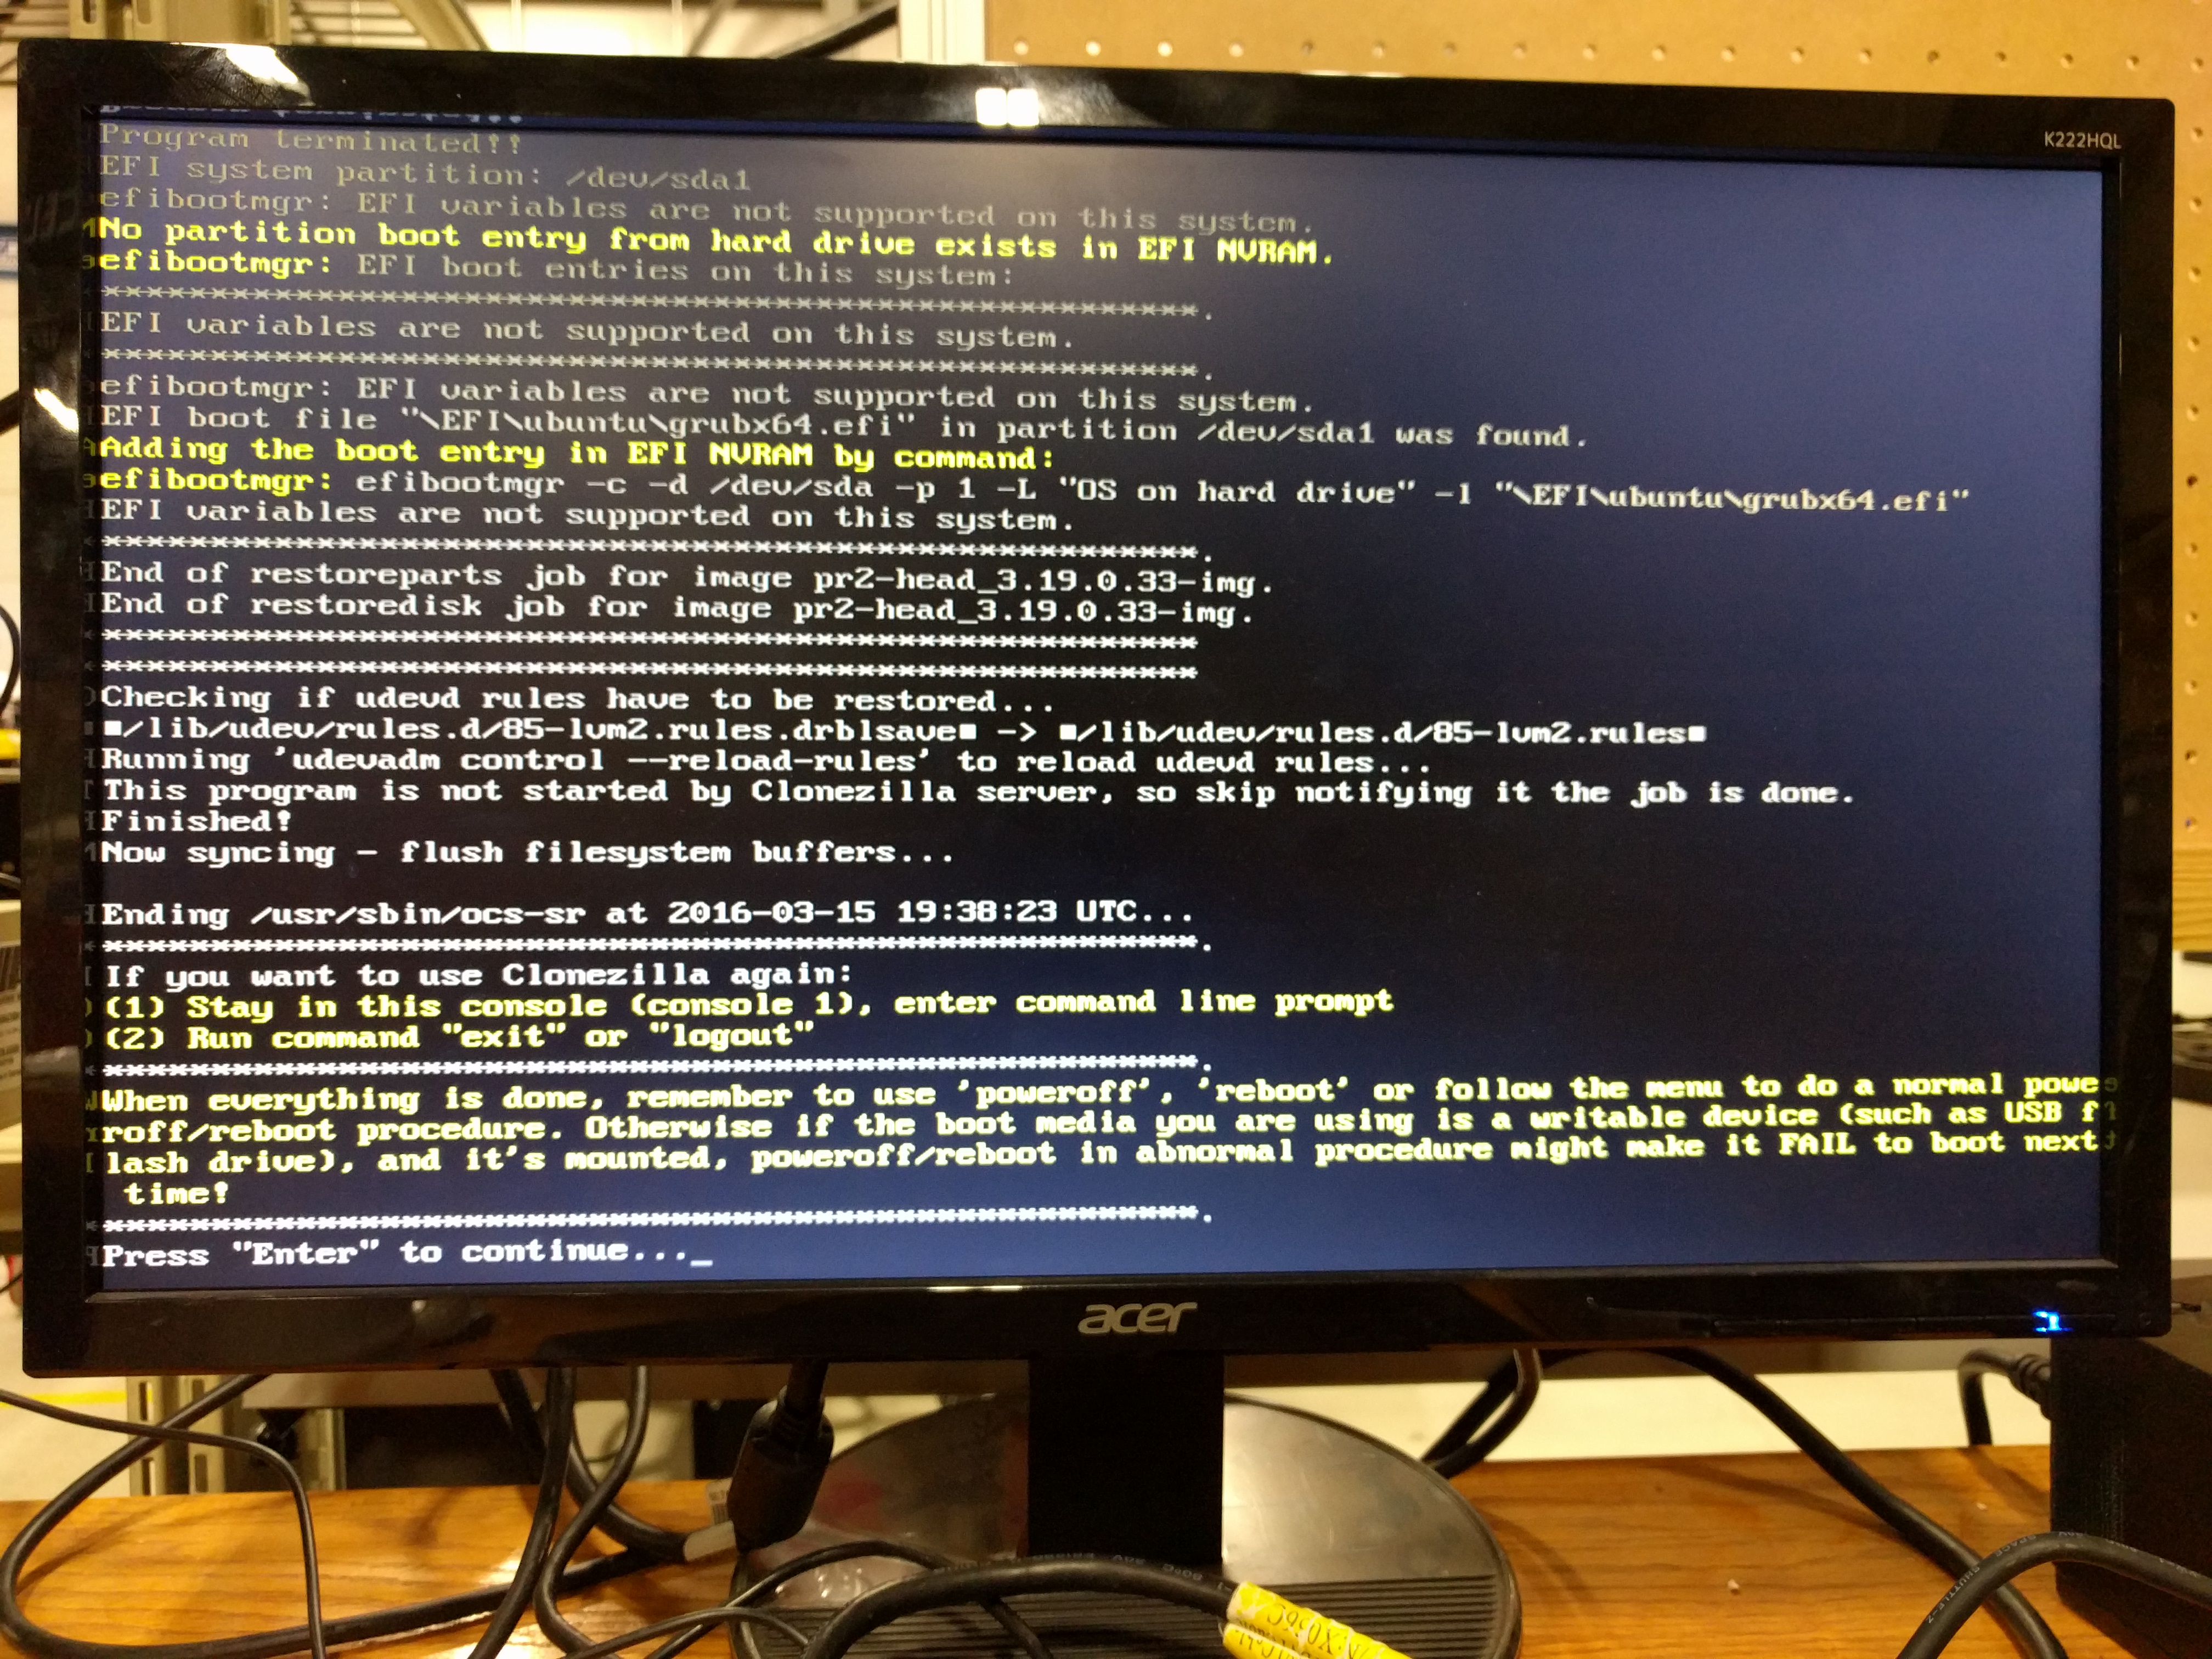 K222HQL
Program terminated!!
EFI system partition: /dev/sda1
efibootmgr: EFI variables are not supported on this system.
No partition boot entry from hard drive exists in EFI NVRAM.
efibootmgr: EFI boot entries on this system:
*****************************************************.
EFI variables are not supported on this system.
*****************************************************.
efibootmgr: EFI variables are not supported on this system.
EFI boot file "\EFI\ubuntu\grubx64.efi" in partition /dev/sda1 was found.
Adding the boot entry in EFI NVRAM by command:
efibootmgr: efibootmgr -c -d /dev/sda -p 1 -L "OS on hard drive" -l "\EFI\ubuntu\grubx64.efi"
EFI variables are not supported on this system.
*****************************************************.
End of restoreparts job for image pr2-head_3.19.0.33-img.
End of restoredisk job for image pr2-head_3.19.0.33-img.
*****************************************************
*****************************************************
Checking if udevd rules have to be restored...
■/lib/udev/rules.d/85-lvm2.rules.drblsave■ -> ■/lib/udev/rules.d/85-lvm2.rules■
Running 'udevadm control --reload-rules' to reload udevd rules...
This program is not started by Clonezilla server, so skip notifying it the job is done.
Finished!
Now syncing - flush filesystem buffers...
Ending /usr/sbin/ocs-sr at 2016-03-15 19:38:23 UTC...
*****************************************************.
If you want to use Clonezilla again:
(1) Stay in this console (console 1), enter command line prompt
(2) Run command "exit" or "logout"
*****************************************************.
When everything is done, remember to use 'poweroff', 'reboot' or follow the menu to do a normal powe
roff/reboot procedure. Otherwise if the boot media you are using is a writable device (such as USB f
lash drive), and it's mounted, poweroff/reboot in abnormal procedure might make it FAIL to boot next
time!
*****************************************************.
Press "Enter" to continue..._
acer